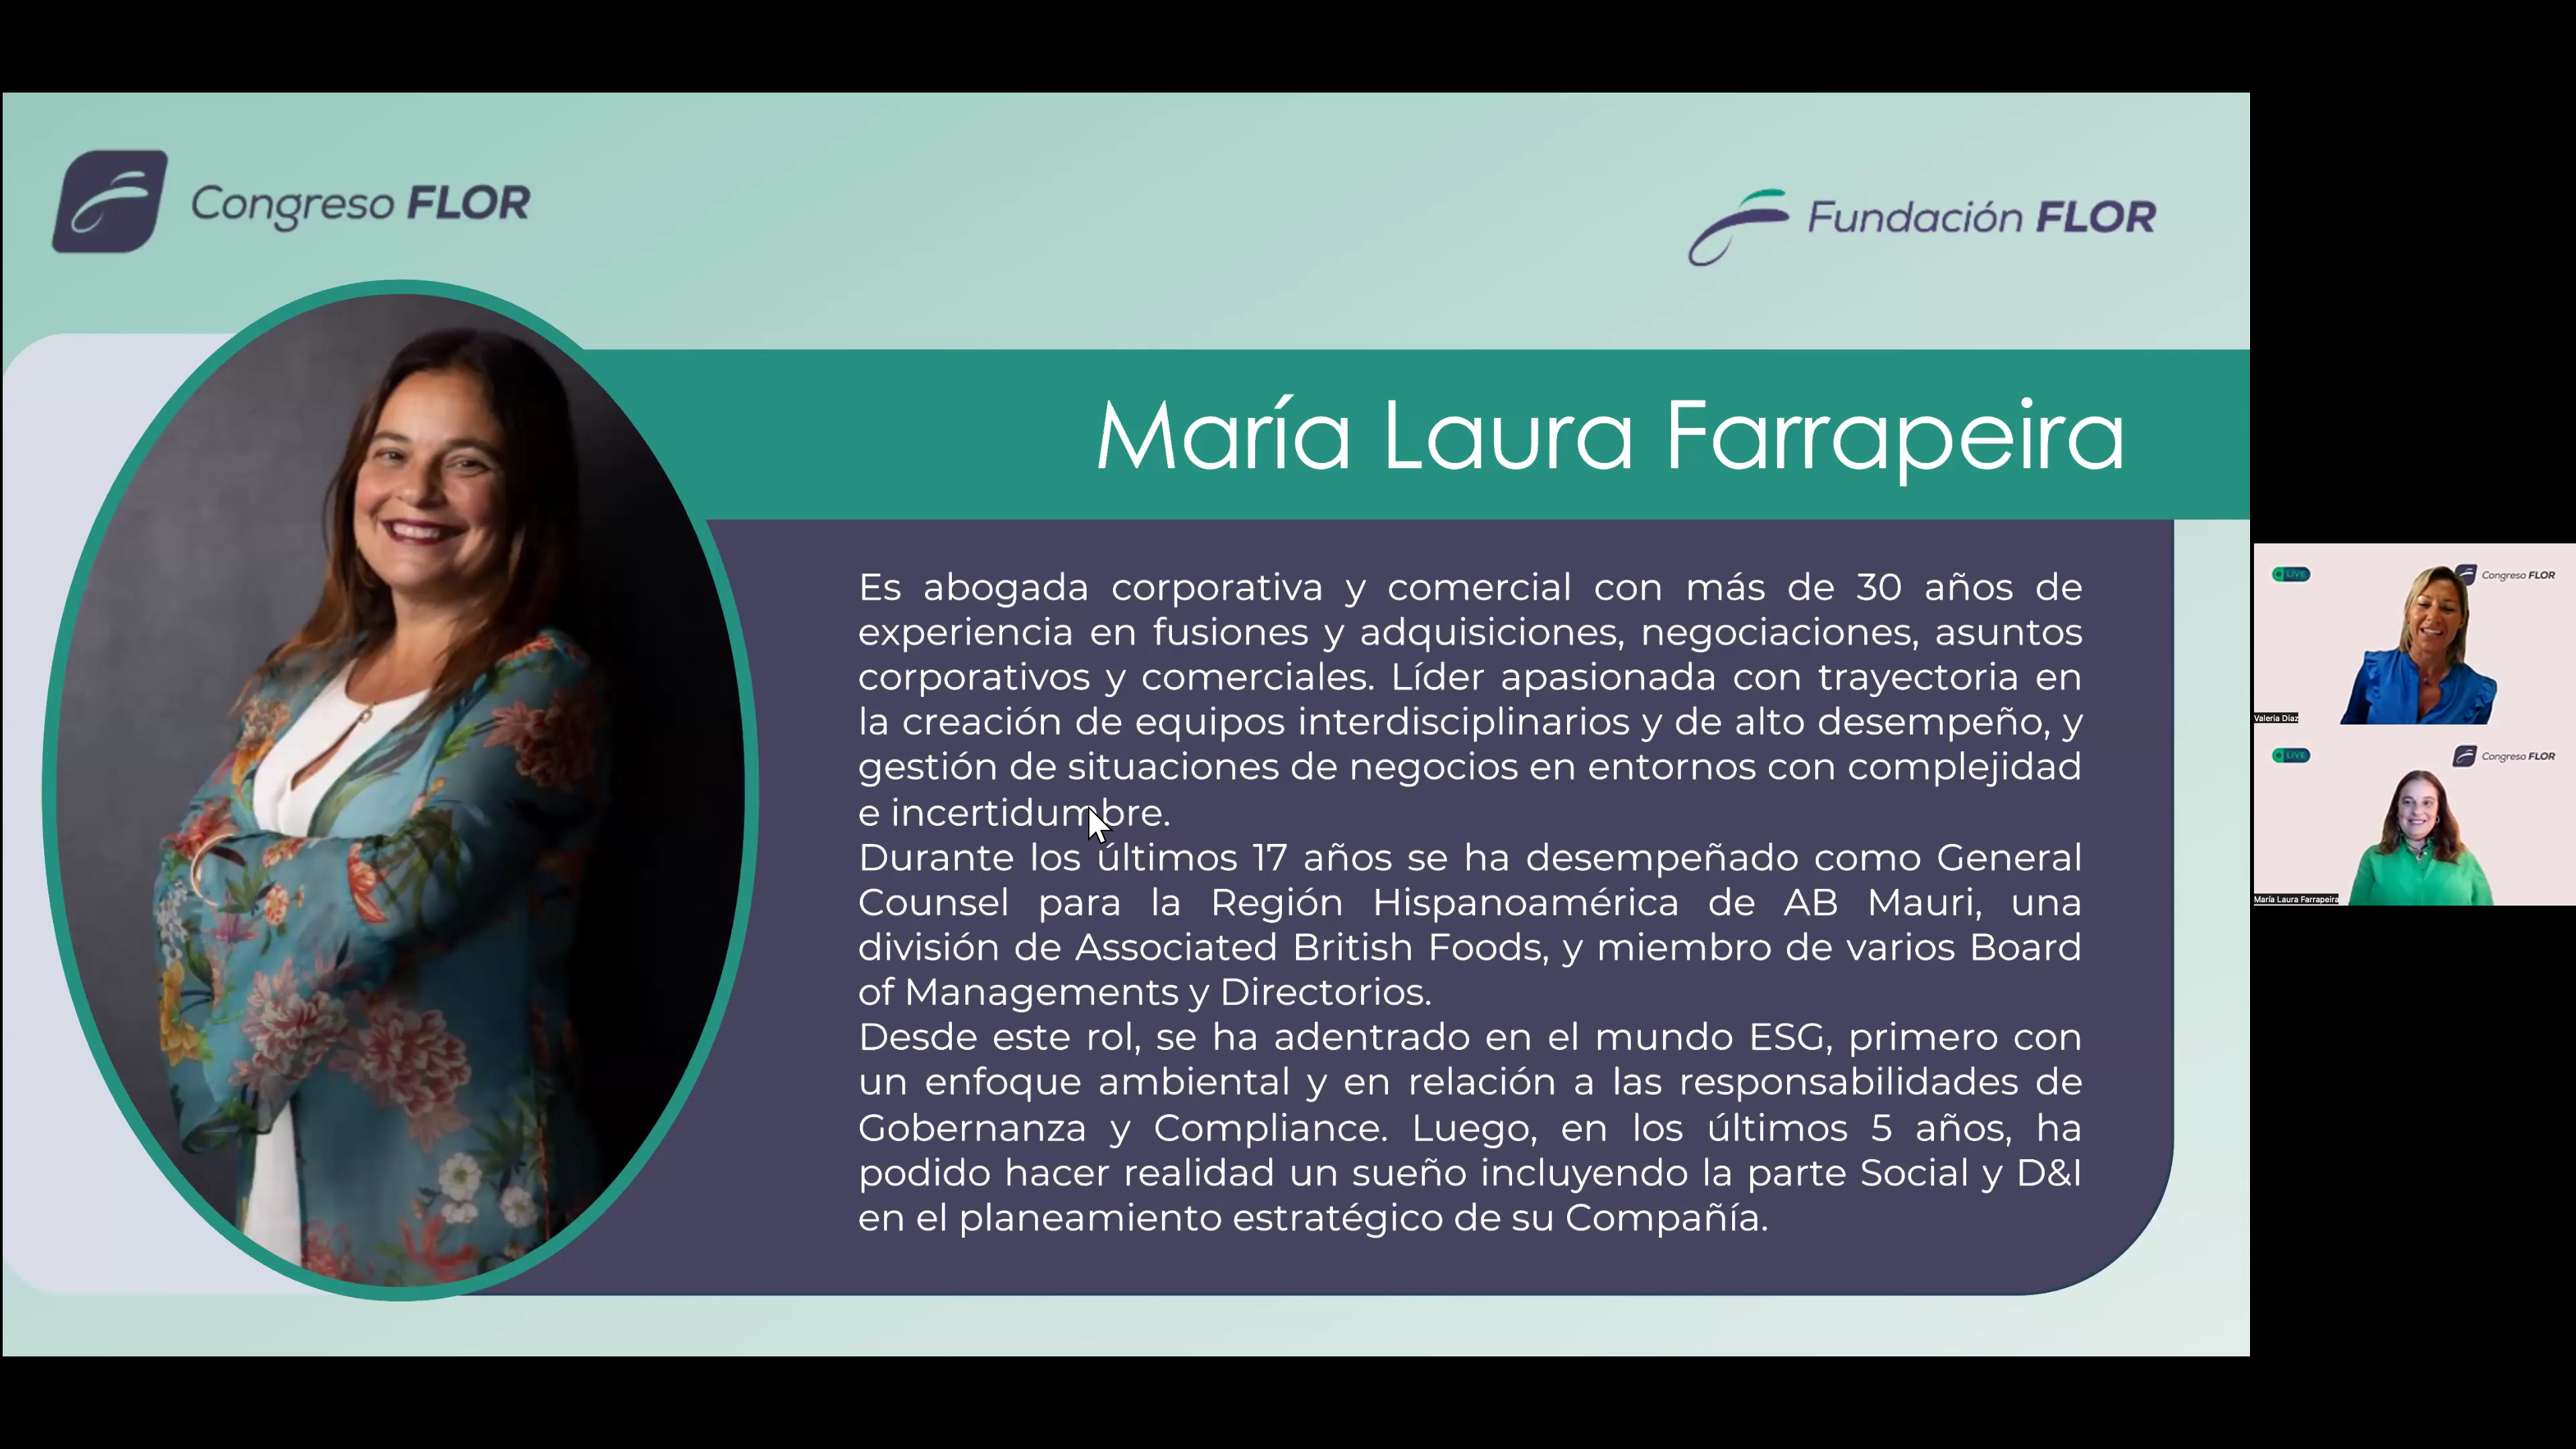 Congreso FLOR
Fundación FLOR
María Laura Farrapeira
Es abogada corporativa y comercial con más de 30 años de
experiencia en fusiones y adquisiciones, negociaciones, asuntos
corporativos y comerciales. Líder apasionada con trayectoria en
la creación de equipos interdisciplinarios y de alto desempeño, y
gestión de situaciones de negocios en entornos con complejidad
e incertidumbre.
Durante los últimos 17 años se ha desempeñado como General
Counsel para la Región Hispanoamérica de AB Mauri, una
división de Associated British Foods, y miembro de varios Board
of Managements y Directorios.
Desde este rol, se ha adentrado en el mundo ESG, primero con
un enfoque ambiental y en relación a las responsabilidades de
Gobernanza y Compliance. Luego, en los últimos 5 años, ha
podido hacer realidad un sueño incluyendo la parte Social y D&I
en el planeamiento estratégico de su Compañía.
LIVE
Congreso FLOR
Valeria Diaz
LIVE
Congreso FLOR
María Laura Farrapeira